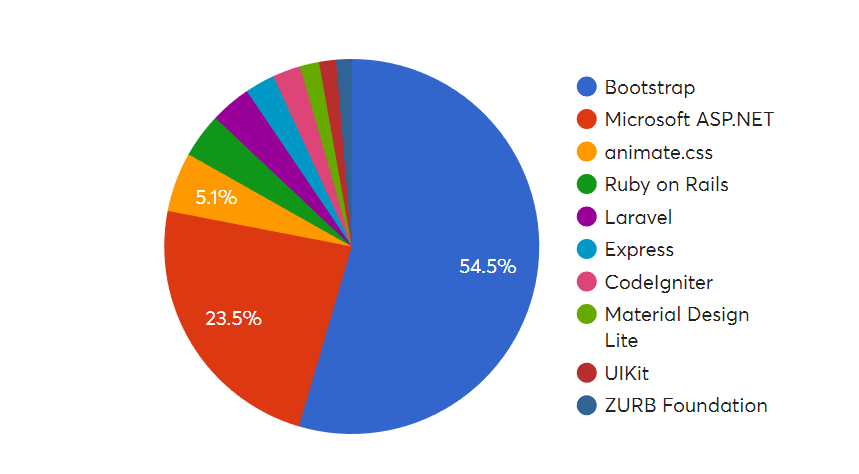 5.1%
54.5%
23.5%
Bootstrap
Microsoft ASP.NET
animate.css
Ruby on Rails
Laravel
Express
CodeIgniter
Material Design
Lite
UIKit
ZURB Foundation